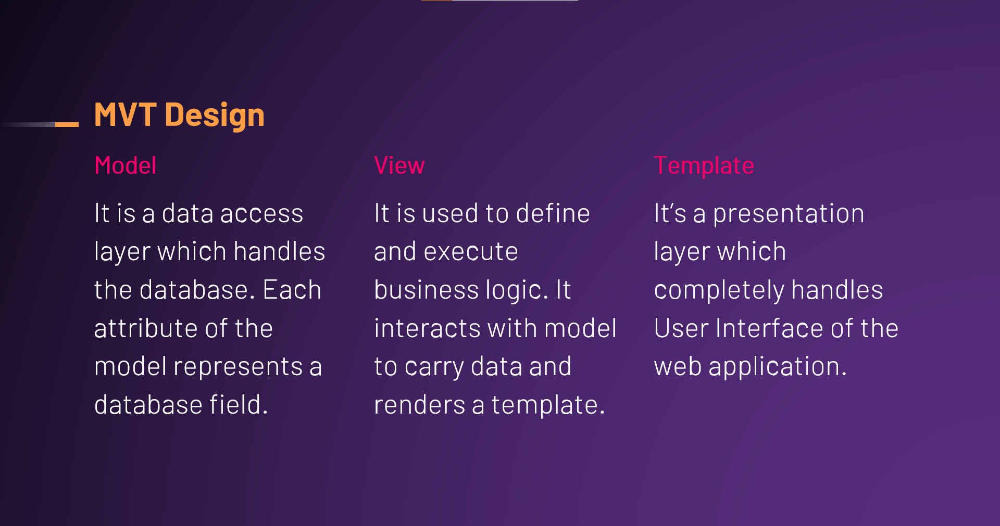 MVT Design
Model
It is a data access
layer which handles
the database. Each
attribute of the
model represents a
database field.
View
It is used to define
and execute
business logic. It
interacts with model
to carry data and
renders a template.
Template
It’s a presentation
layer which
completely handles
User Interface of the
web application.